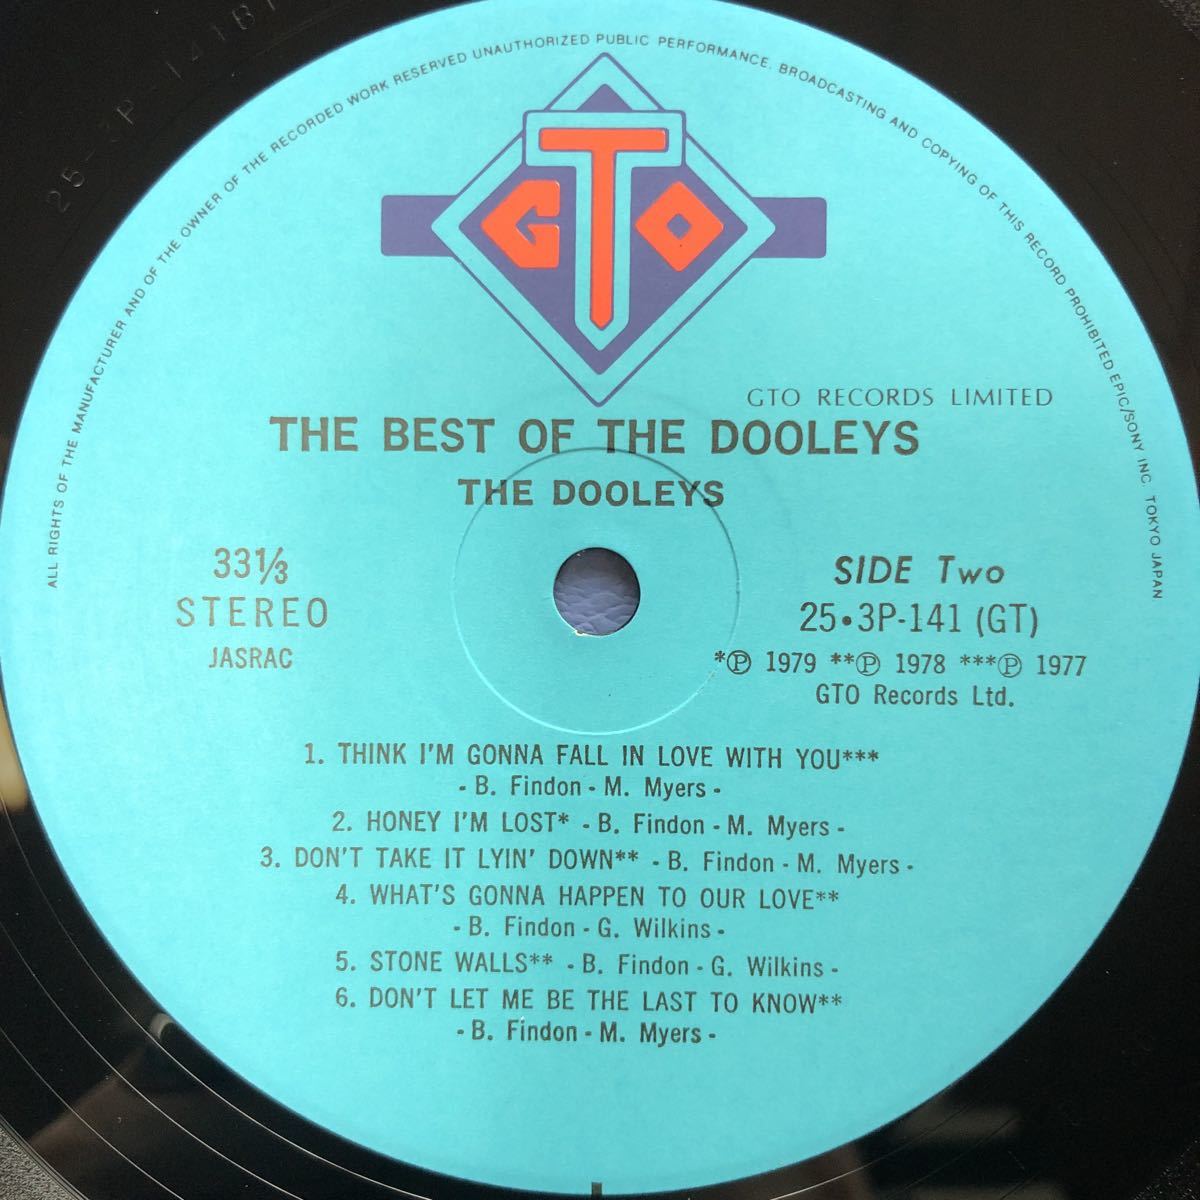 25-3P-141B1
ALL RIGHTS OF THE MANUFACTURER AND OF THE OWNER OF THE RECORDED WORK RESERVED UNAUTHORIZED PUBLIC PERFORMANCE. BROADCASTING AND COPYING OF THIS RECORD PROHIBITED EPIC/SONY INC. TOKYO JAPAN
GTO
GTO RECORDS LIMITED
THE BEST OF THE DOOLEYS
THE DOOLEYS
33⅓
STEREO
JASRAC
SIDE Two
25•3P-141 (GT)
*Ⓟ 1979 **Ⓟ 1978 ***Ⓟ 1977
GTO Records Ltd.
1. THINK I'M GONNA FALL IN LOVE WITH YOU***
- B. Findon - M. Myers -
2. HONEY I'M LOST* - B. Findon - M. Myers -
3. DON'T TAKE IT LYIN' DOWN** - B. Findon - M. Myers -
4. WHAT'S GONNA HAPPEN TO OUR LOVE**
- B. Findon - G. Wilkins -
5. STONE WALLS** - B. Findon - G. Wilkins -
6. DON'T LET ME BE THE LAST TO KNOW**
- B. Findon - M. Myers -